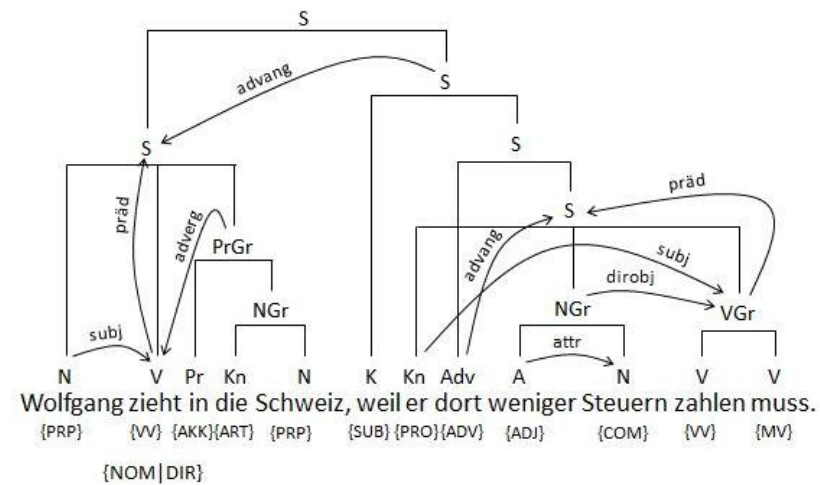 S
advang
S
S
S
präd
präd
S
adverg
advang
subj
PrGr
dirobj
NGr
NGr
VGr
subj
attr
N V Pr Kn N K Kn Adv A N V V
Wolfgang zieht in die Schweiz, weil er dort weniger Steuern zahlen muss.
{PRP} {VV} {AKK}{ART} {PRP} {SUB} {PRO}{ADV} {ADJ} {COM} {VV} {MV}
{NOM|DIR}